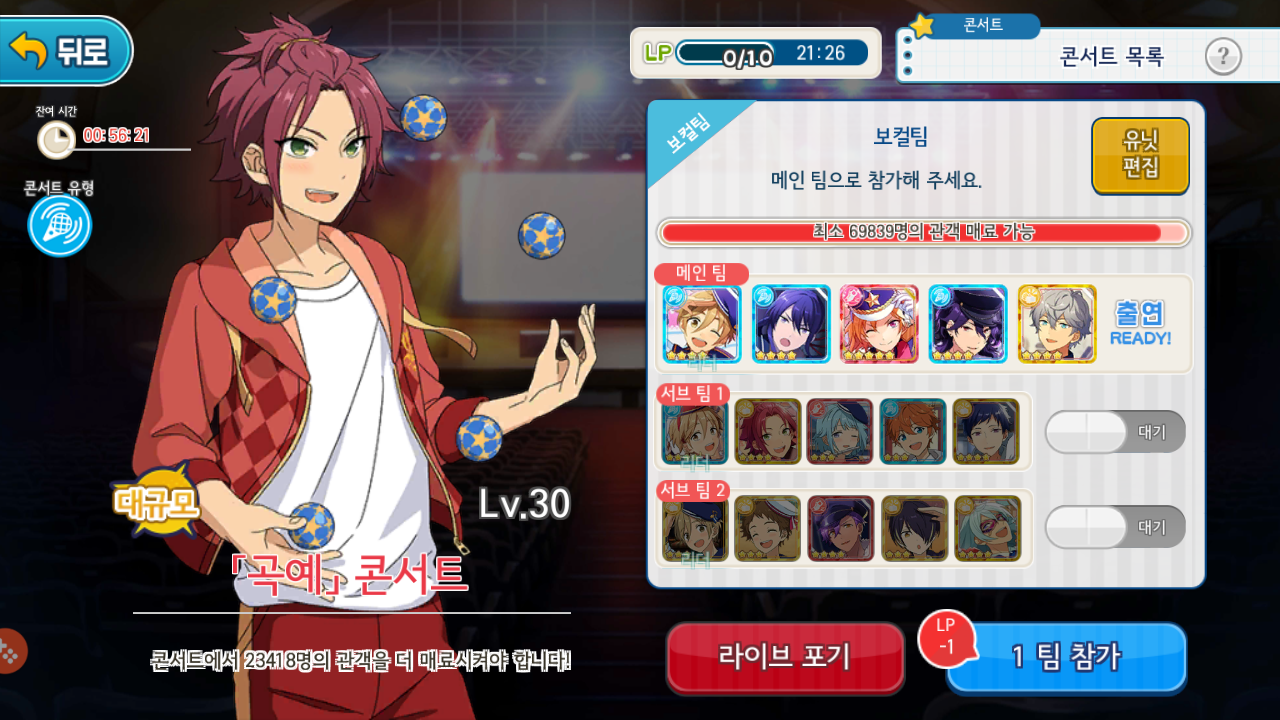 뒤로
잔여 시간
00:56:21
콘서트 유형
대규모
Lv.30
「곡예」 콘서트
콘서트에서 23418명의 관객을 더 매료시켜야 합니다!
LP
0/10
21:26
콘서트
콘서트 목록
?
보컬팀
보컬팀
메인 팀으로 참가해 주세요.
유닛
편집
최소 69839명의 관객 매료 가능
메인 팀
리더
출연
READY!
서브 팀 1
리더
대기
서브 팀 2
리더
대기
라이브 포기
LP
-1
1 팀 참가